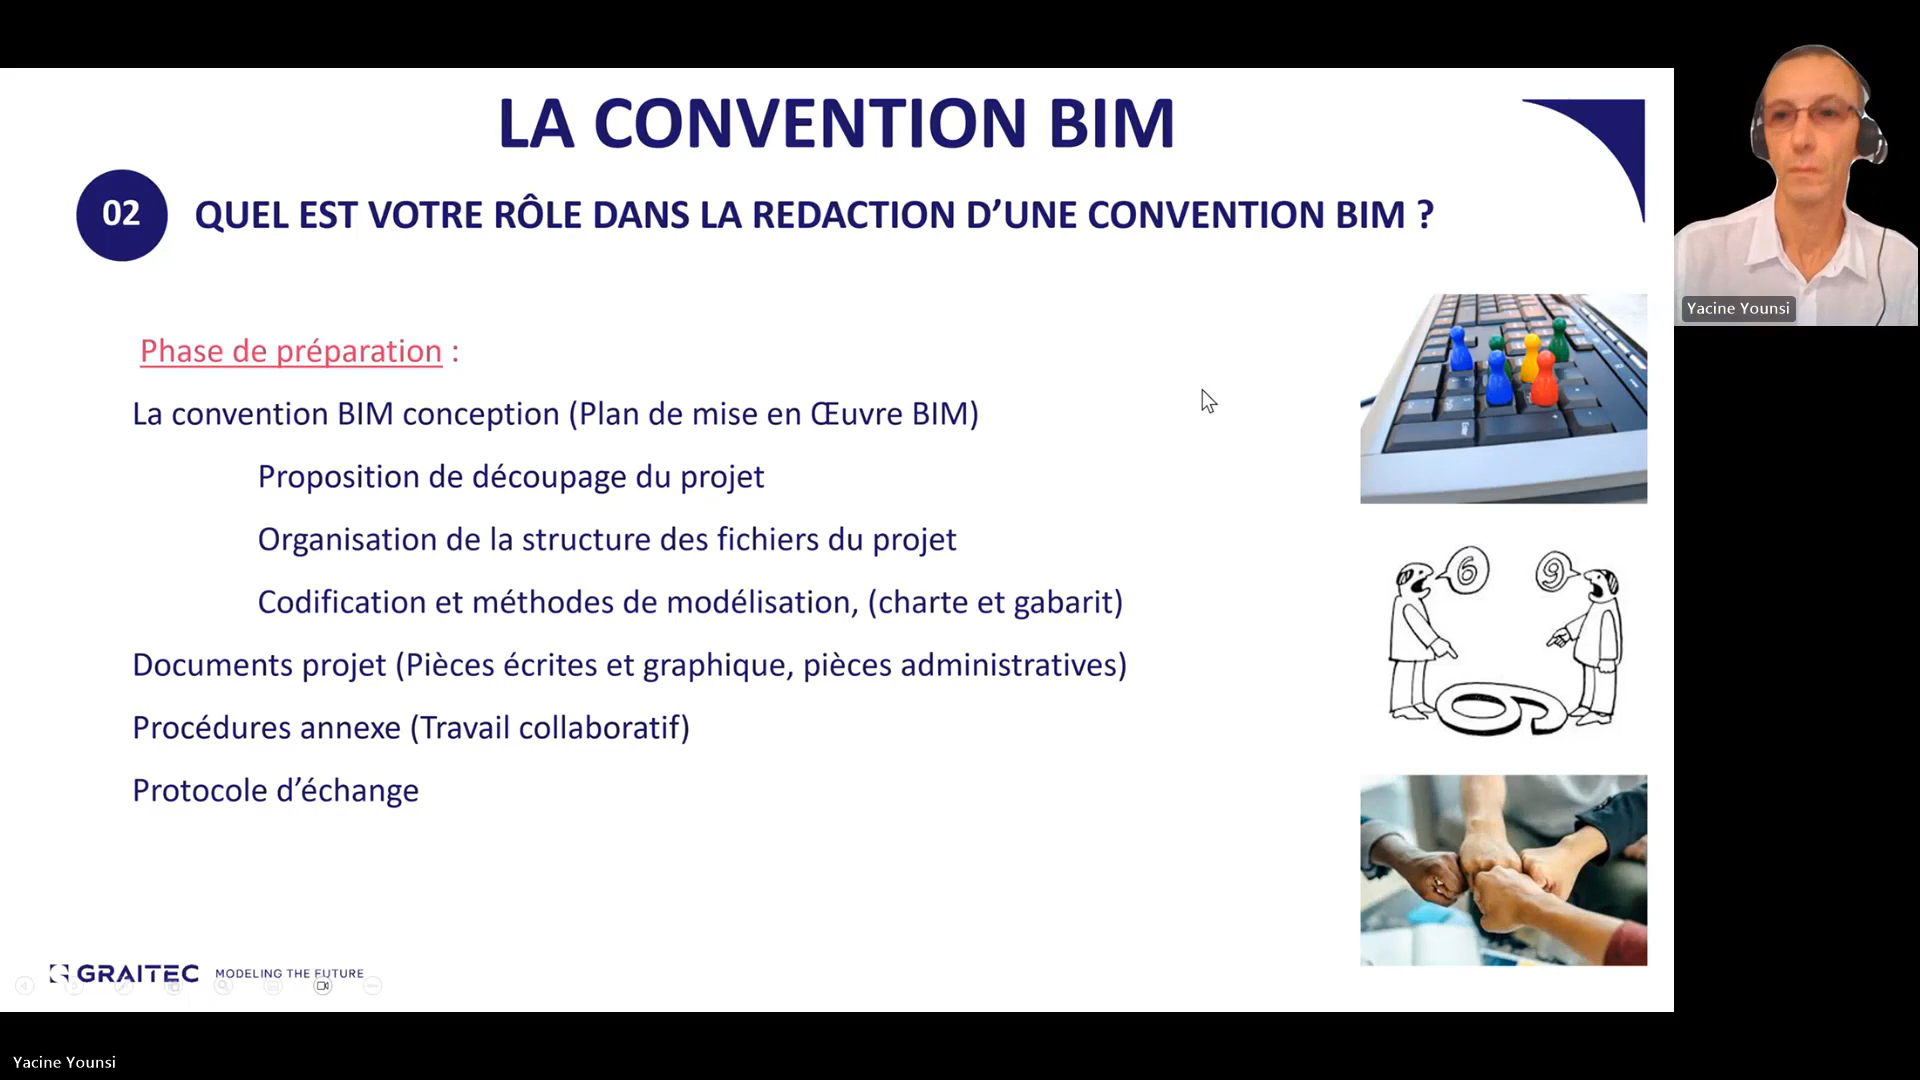 LA CONVENTION BIM
02
QUEL EST VOTRE RÔLE DANS LA REDACTION D’UNE CONVENTION BIM ?
Phase de préparation :
La convention BIM conception (Plan de mise en Œuvre BIM)
Proposition de découpage du projet
Organisation de la structure des fichiers du projet
Codification et méthodes de modélisation, (charte et gabarit)
Documents projet (Pièces écrites et graphique, pièces administratives)
Procédures annexe (Travail collaboratif)
Protocole d’échange
6
9
GRAITEC MODELING THE FUTURE
Yacine Younsi
Yacine Younsi